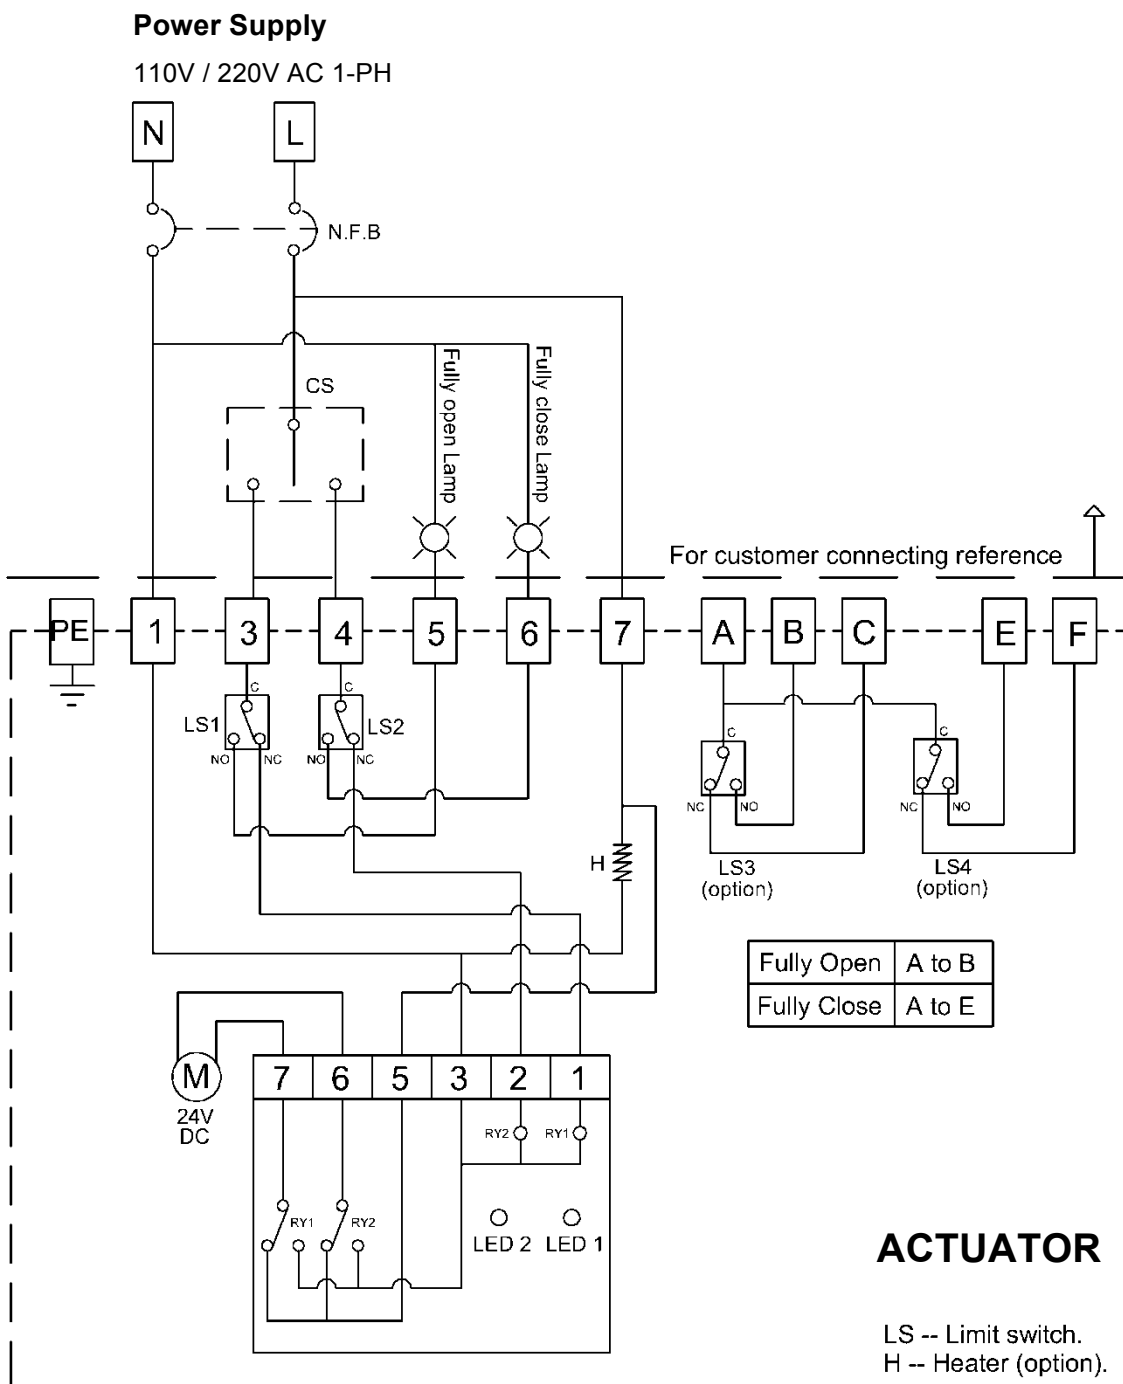 Power Supply
110V / 220V AC 1-PH
N L
N.F.B
CS
Fully open Lamp
Fully close Lamp
For customer connecting reference
PE 1 3 4 5 6 7 A B C E F
C C
LS1 LS2
NO NC NO NC
C C
NC NO NC NO
H
LS3
(option)
LS4
(option)
Fully Open A to B
Fully Close A to E
M
24V
DC
7 6 5 3 2 1
RY2 RY1
RY1 RY2
LED 2 LED 1
ACTUATOR
LS -- Limit switch.
H -- Heater (option).